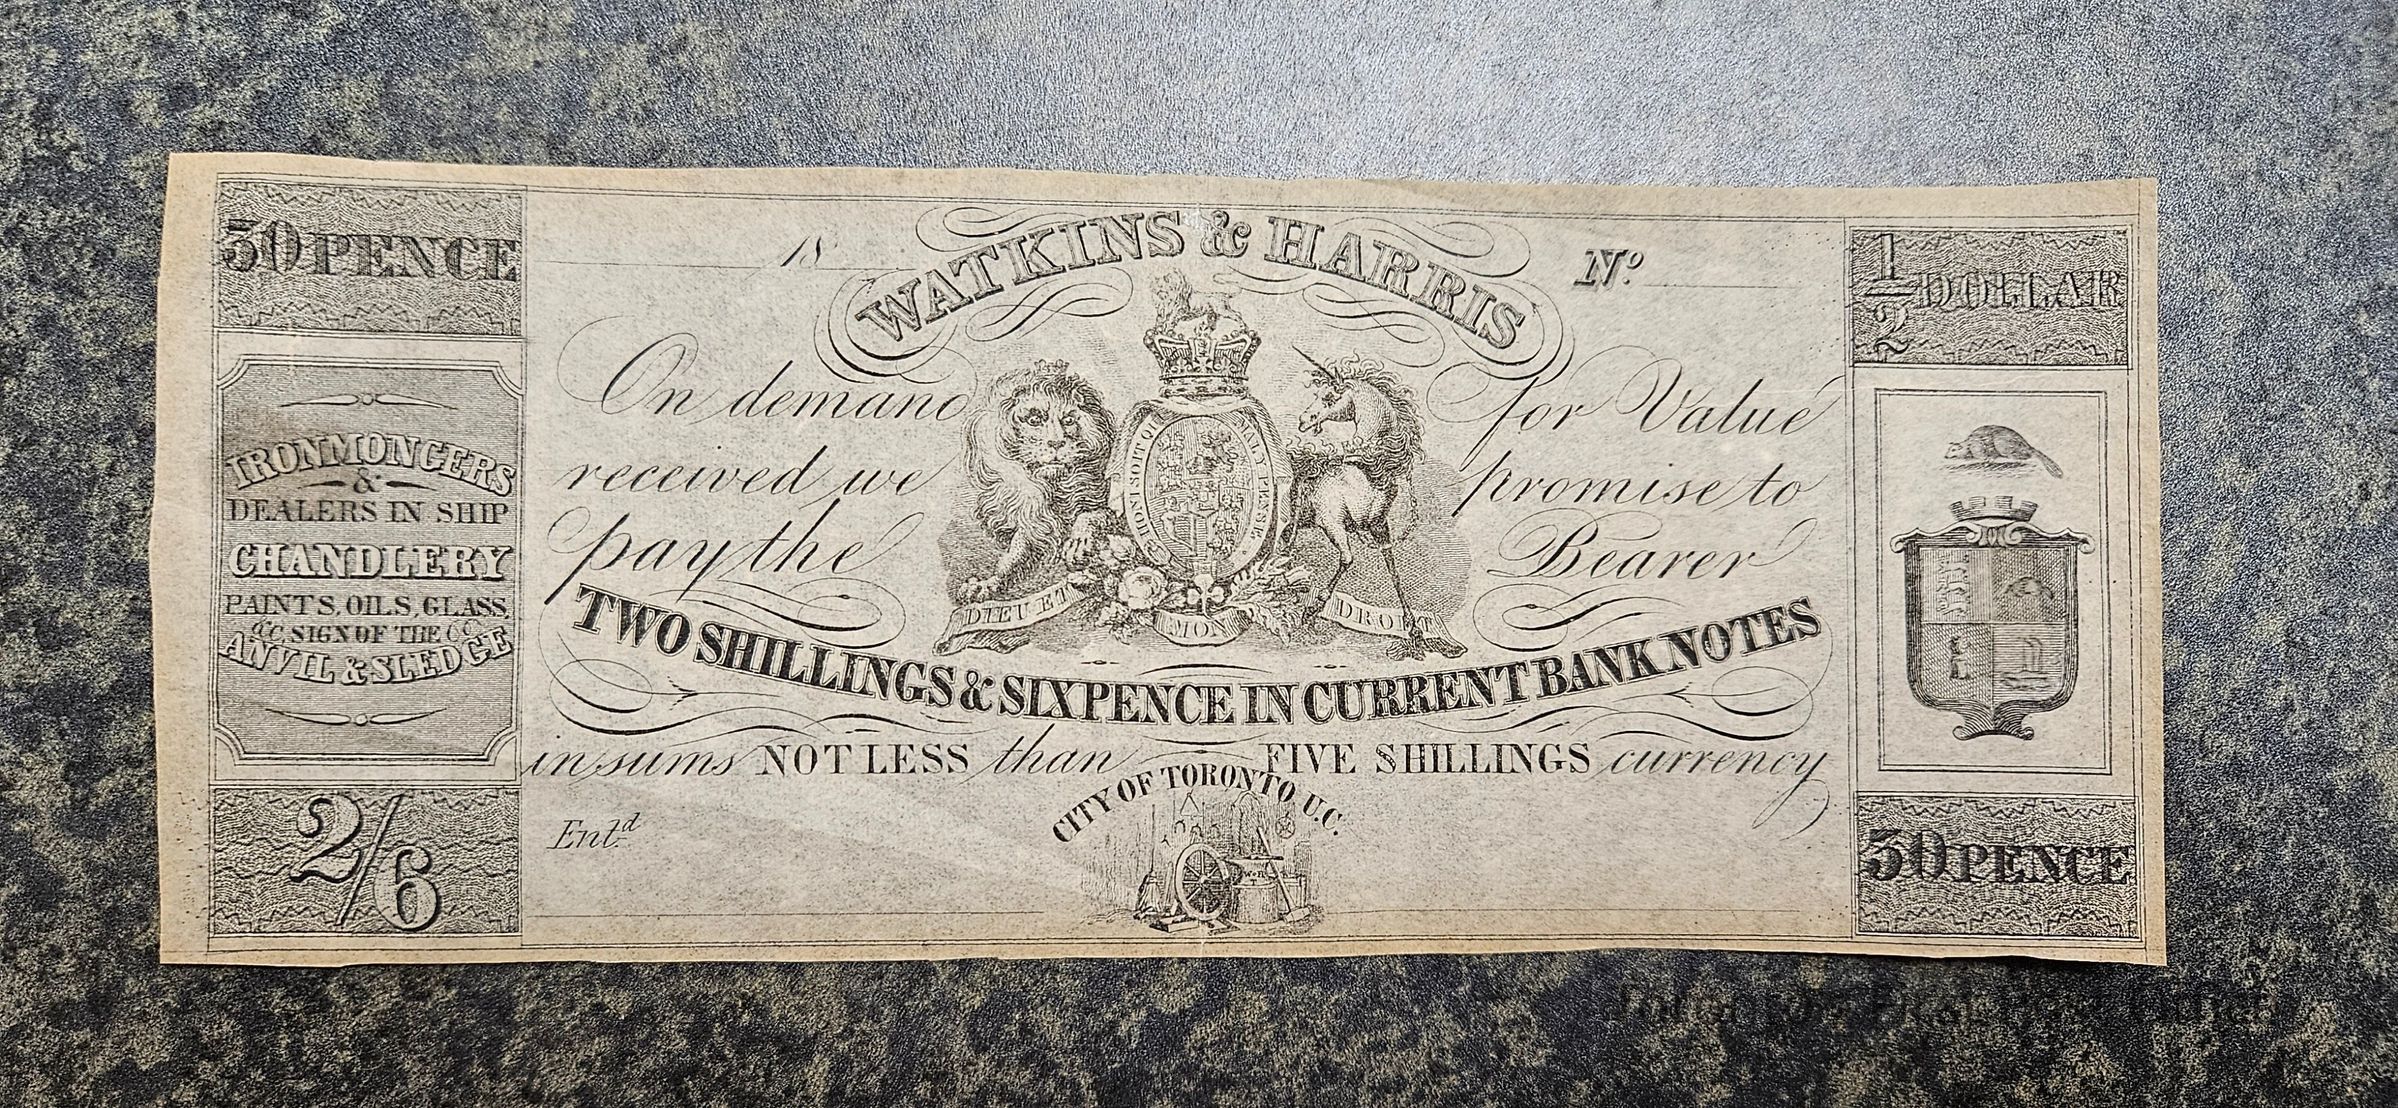 30 PENCE
18
WATKINS & HARRIS
Nº
1/2 DOLLAR
On demand for Value
received we promise to
pay the Bearer
TWO SHILLINGS & SIXPENCE IN CURRENT BANK NOTES
in sums NOT LESS than FIVE SHILLINGS currency
CITY OF TORONTO U.C.
Entd
HONI SOIT QUI MAL Y PENSE
DIEU ET MON DROIT
IRONMONGERS
&
DEALERS IN SHIP
CHANDLERY
PAINTS, OILS, GLASS,
&C, SIGN OF THE
ANVIL & SLEDGE
2/6
30 PENCE